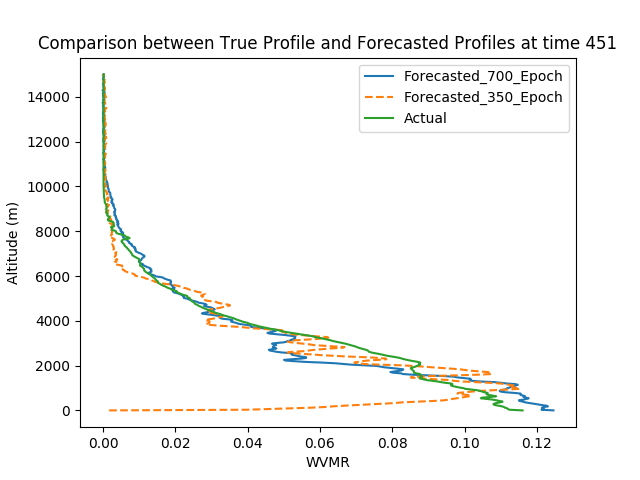 Comparison between True Profile and Forecasted Profiles at time 451
Forecasted_700_Epoch
Forecasted_350_Epoch
Actual
14000
12000
10000
8000
6000
4000
2000
0
Altitude (m)
0.00 0.02 0.04 0.06 0.08 0.10 0.12
WVMR